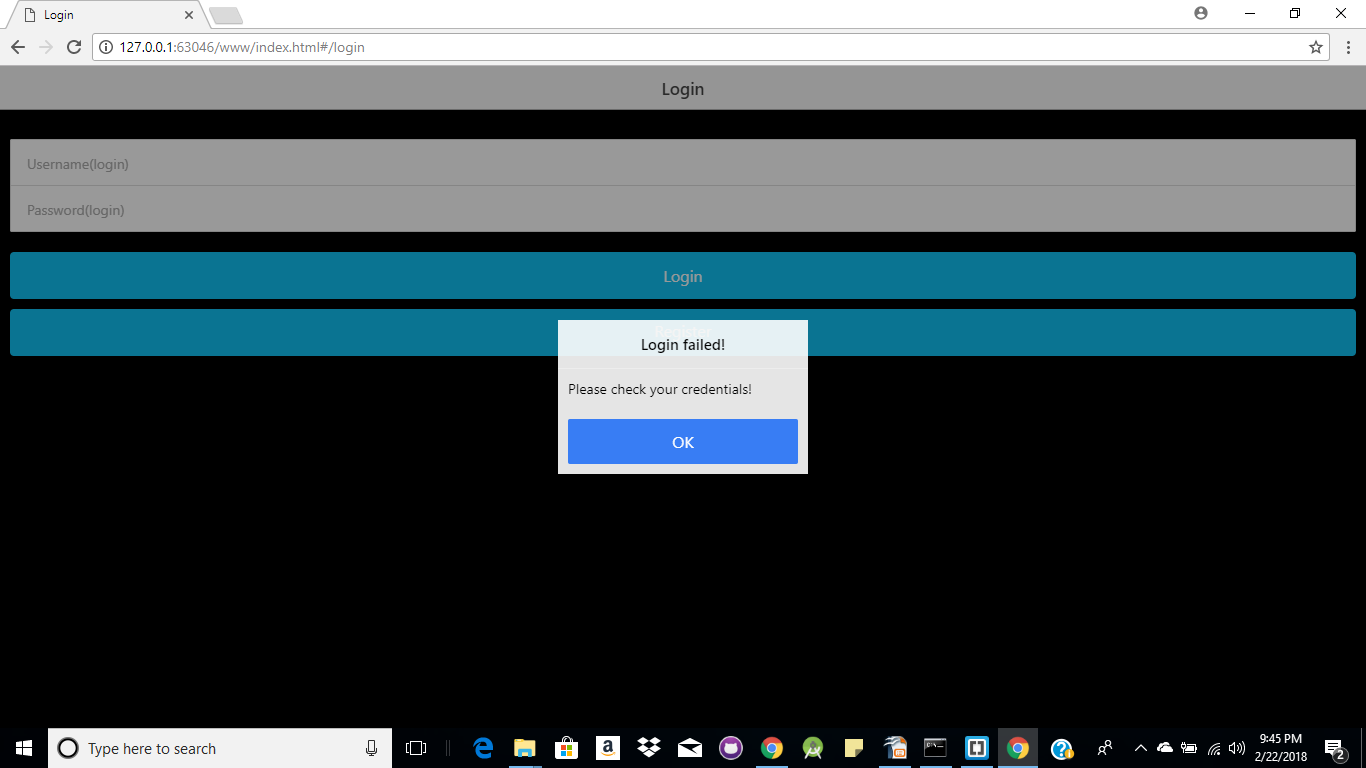 Login
127.0.0.1:63046/www/index.html#/login
Login
Username(login)
Password(login)
Login
Register
Login failed!
Please check your credentials!
OK
Type here to search
a
9:45 PM
2/22/2018
2